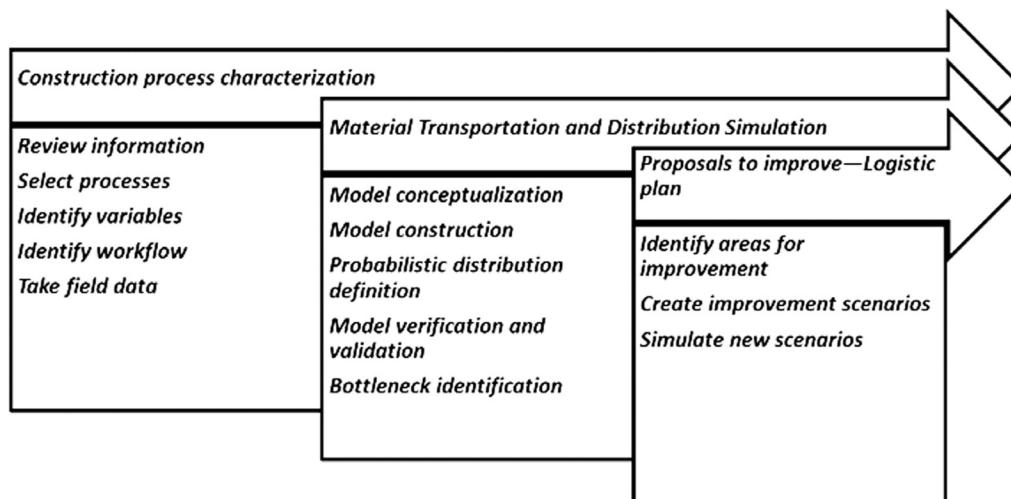 Construction process characterization
Review information
Select processes
Identify variables
Identify workflow
Take field data
Material Transportation and Distribution Simulation
Model conceptualization
Model construction
Probabilistic distribution
definition
Model verification and
validation
Bottleneck identification
Proposals to improve—Logistic
plan
Identify areas for
improvement
Create improvement scenarios
Simulate new scenarios